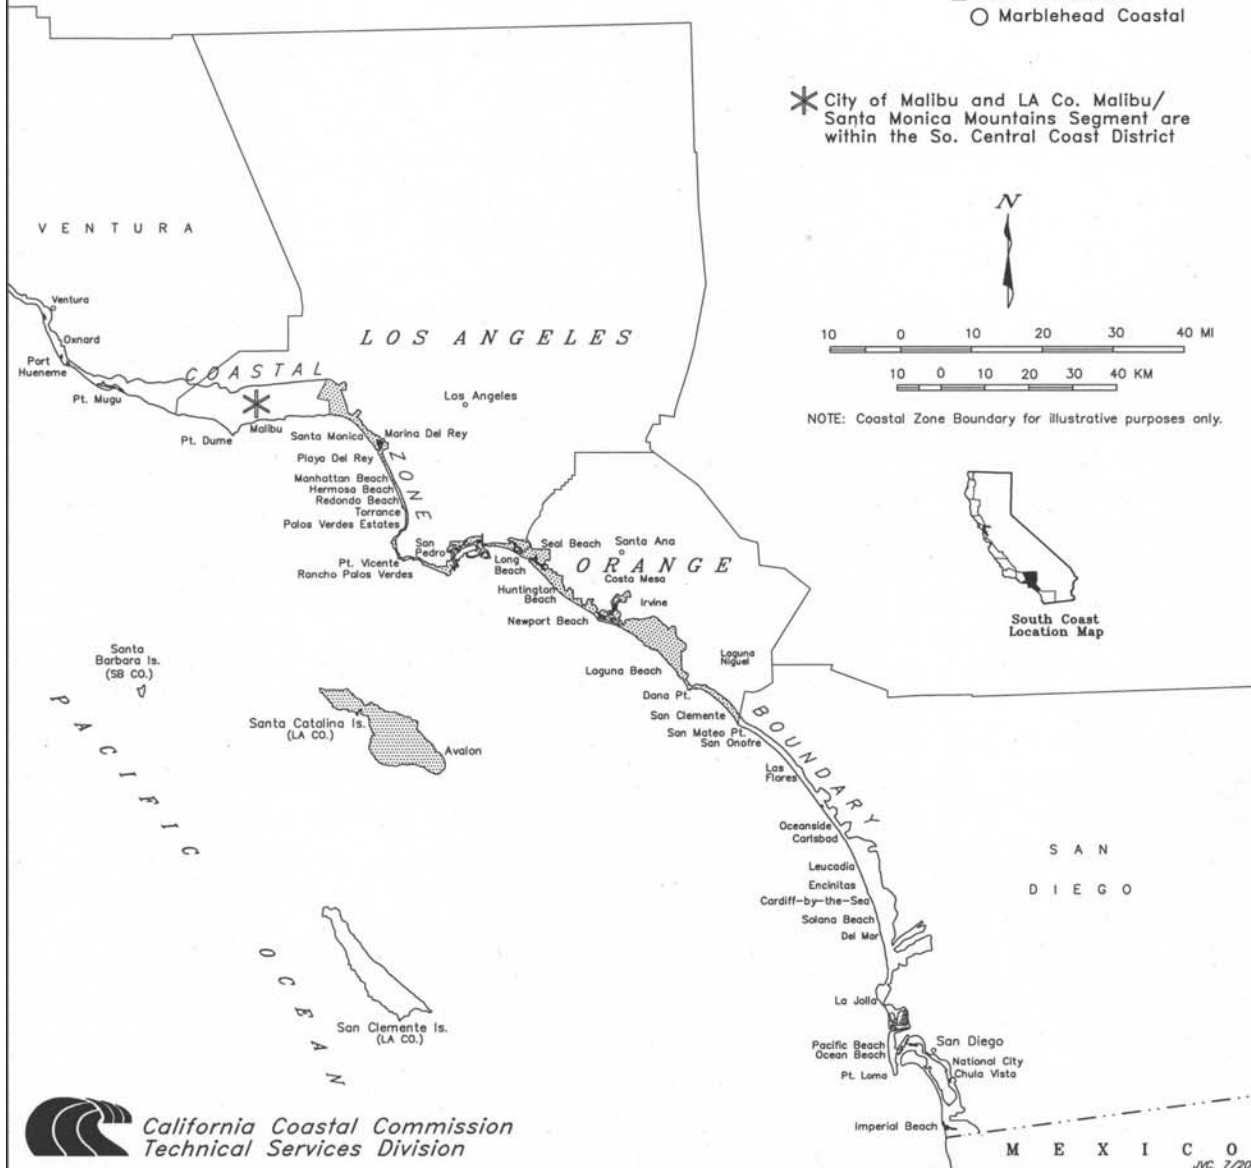 Marblehead Coastal
City of Malibu and LA Co. Malibu/
Santa Monica Mountains Segment are
within the So. Central Coast District
N
VENTURA
Ventura
Oxnard
Port
Hueneme
Pt. Mugu
LOS ANGELES
COASTAL
Los Angeles
Malibu
Pt. Dume
Santa Monica
Marina Del Rey
Playa Del Rey
ZONE
Manhattan Beach
Hermosa Beach
Redondo Beach
Torrance
Palos Verdes Estates
10 0 10 20 30 40 MI
10 0 10 20 30 40 KM
NOTE: Coastal Zone Boundary for illustrative purposes only.
San
Pedro
Pt. Vicente
Rancho Palos Verdes
Long
Beach
Seal Beach
Santa Ana
ORANGE
Costa Mesa
Huntington
Beach
Irvine
Newport Beach
South Coast
Location Map
Laguna Beach
Laguna
Niguel
Dana Pt.
San Clemente
San Mateo Pt.
San Onofre
BOUNDARY
Santa
Barbara Is.
(SB CO.)
Santa Catalina Is.
(LA CO.)
Avalon
PACIFIC
OCEAN
Las
Flores
Oceanside
Carlsbad
Leucadia
Encinitas
Cardiff-by-the-Sea
Solana Beach
Del Mar
SAN
DIEGO
La Jolla
San Clemente Is.
(LA CO.)
Pacific Beach
Ocean Beach
San Diego
National City
Chula Vista
Pt. Loma
Imperial Beach
MEXICO
California Coastal Commission
Technical Services Division